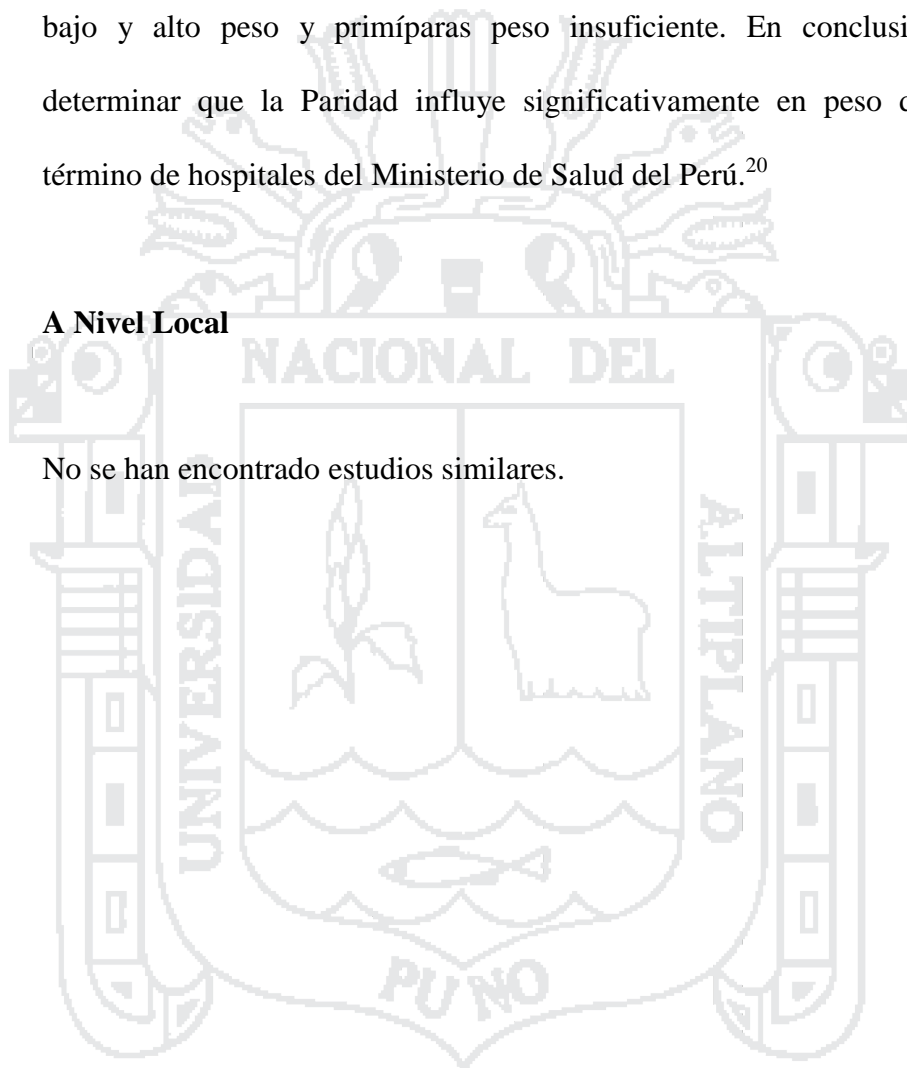 bajo y alto peso y primíparas peso insuficiente. En
determinar que la Paridad influye significativamente en peso
término de hospitales del Ministerio de Salud del Perú.20
A Nivel Local
NACIONAL DEL
No se han encontrado estudios similares.
UNIVERSIDAD
ALTIPLANO
PUNO